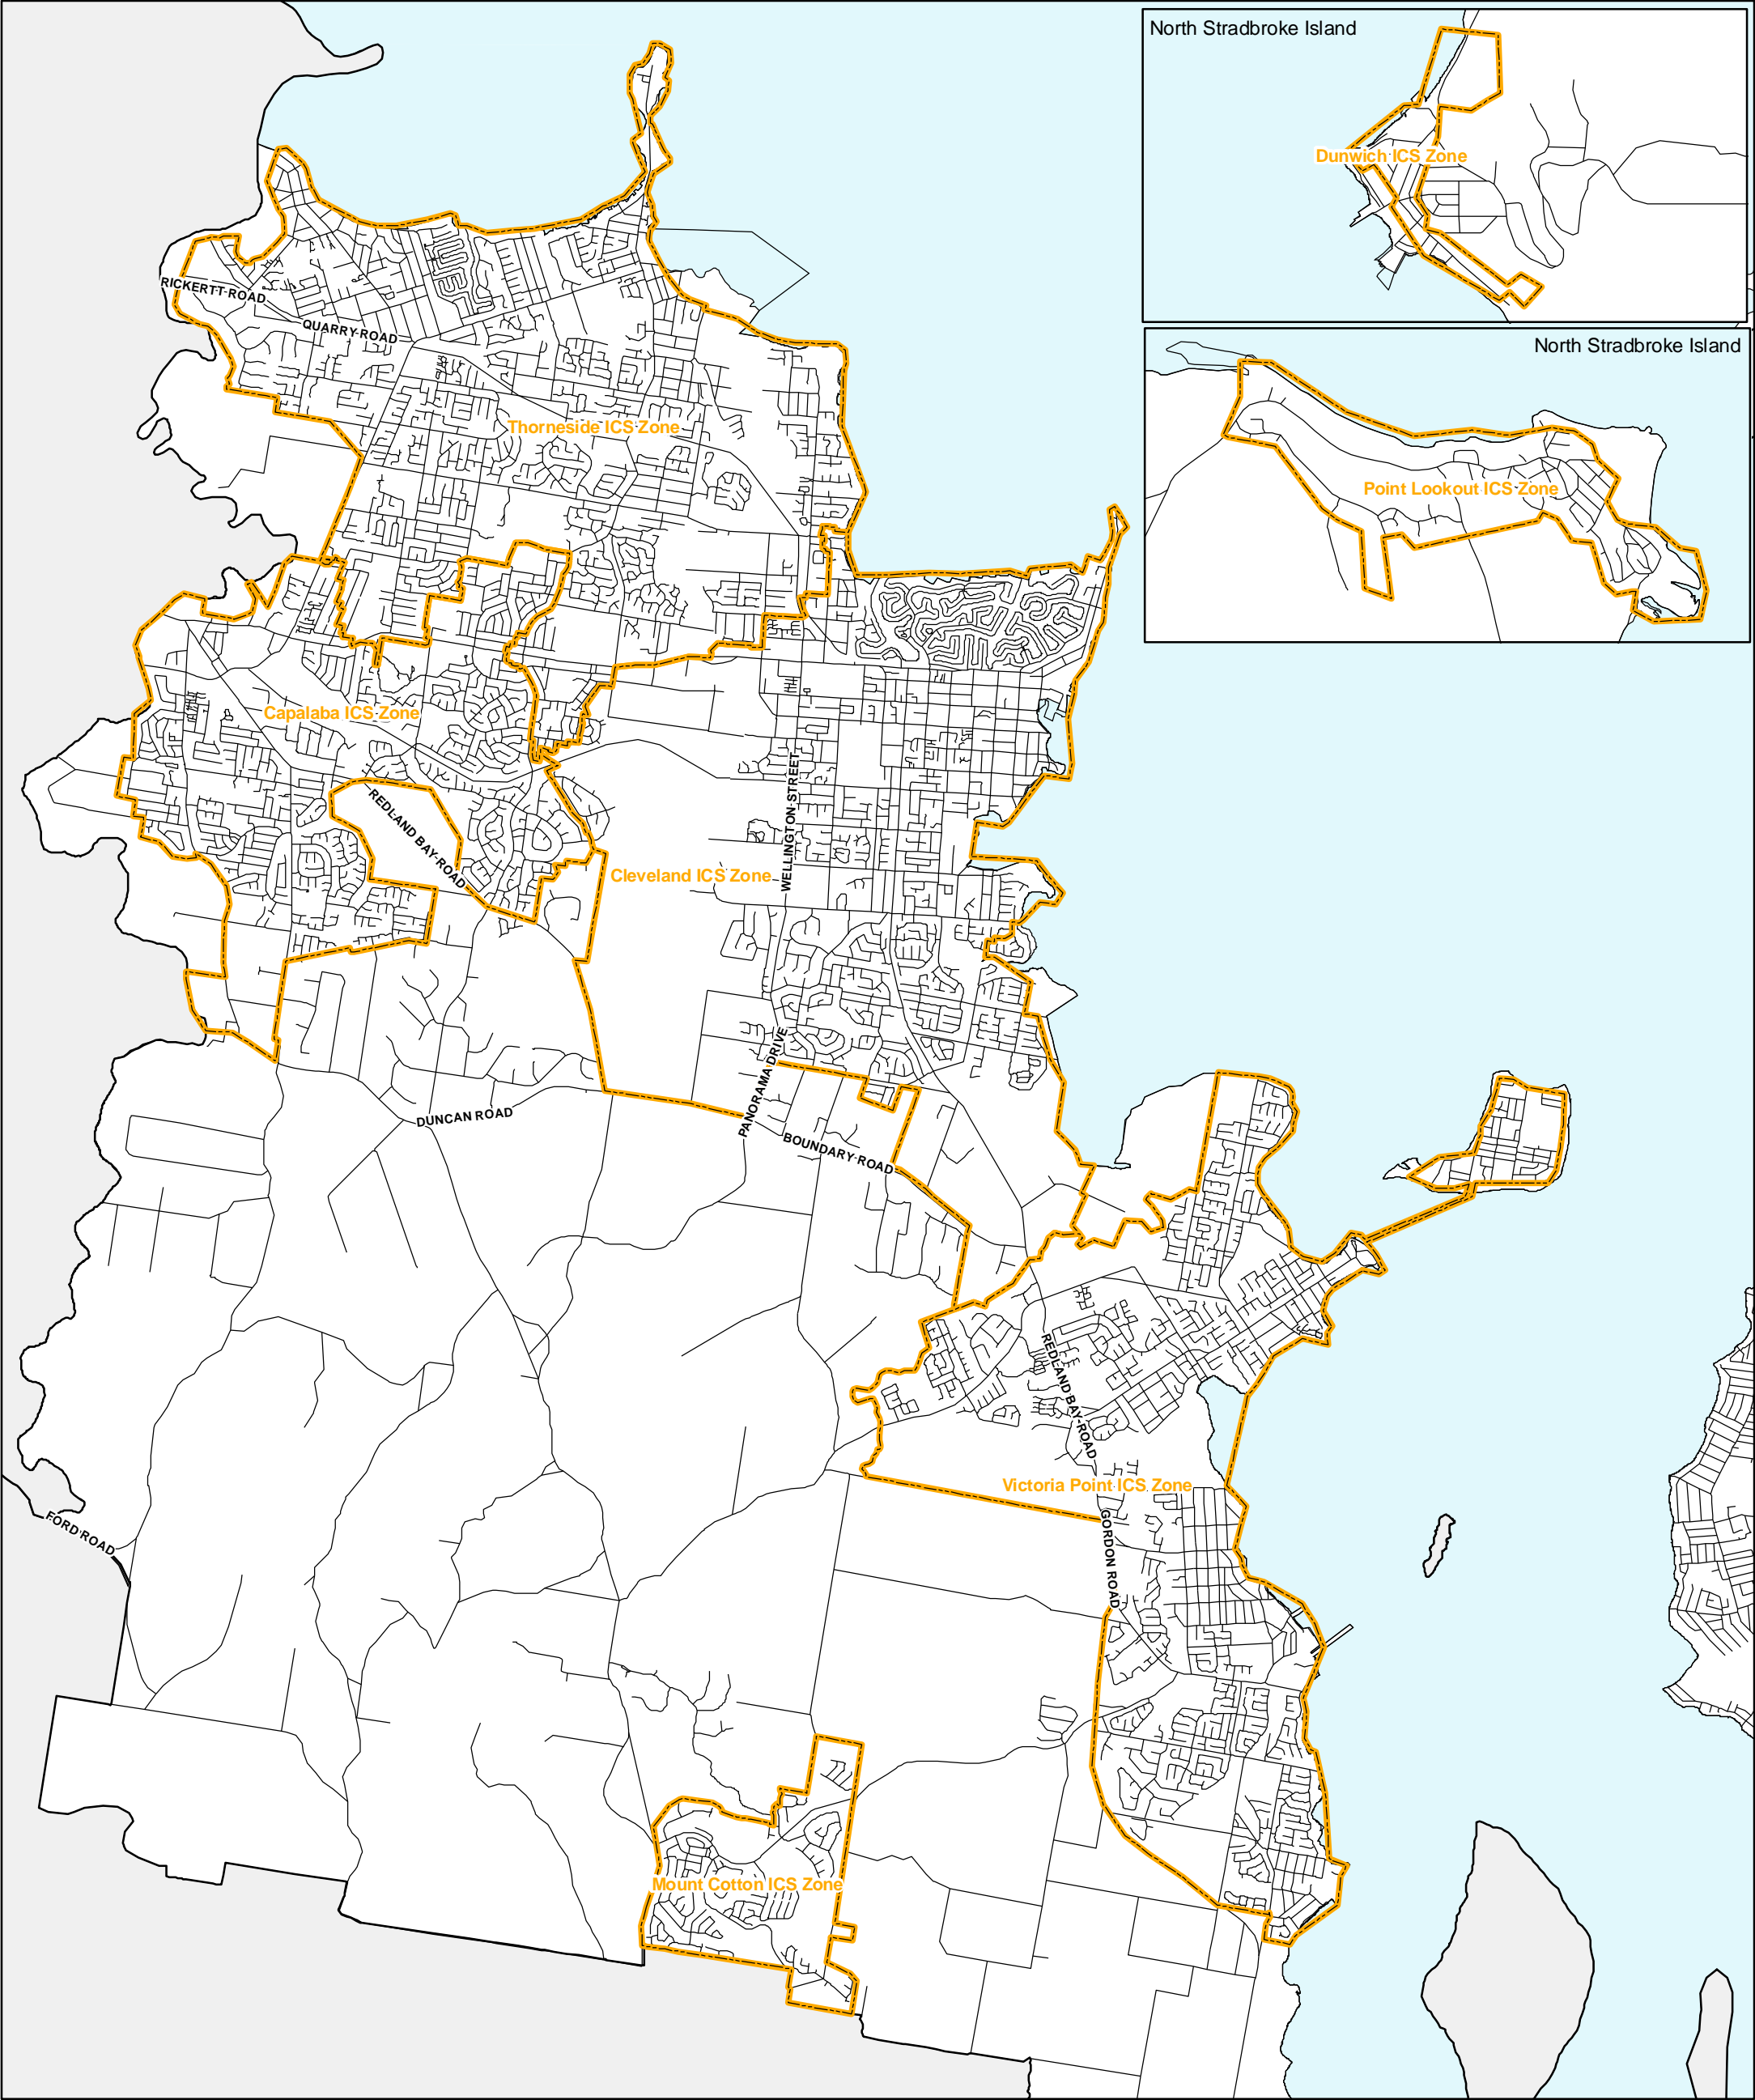 North Stradbroke Island
Dunwich ICS Zone
RICKERTT ROAD
QUARRY ROAD
North Stradbroke Island
Thorneside ICS Zone
Point Lookout ICS Zone
Capalaba ICS Zone
REDLAND BAY ROAD
WELLINGTON STREET
Cleveland ICS Zone
PANORAMA DRIVE
DUNCAN ROAD
BOUNDARY ROAD
REDLAND BAY ROAD
Victoria Point ICS Zone
FORD ROAD
GORDON ROAD
Mount Cotton ICS Zone